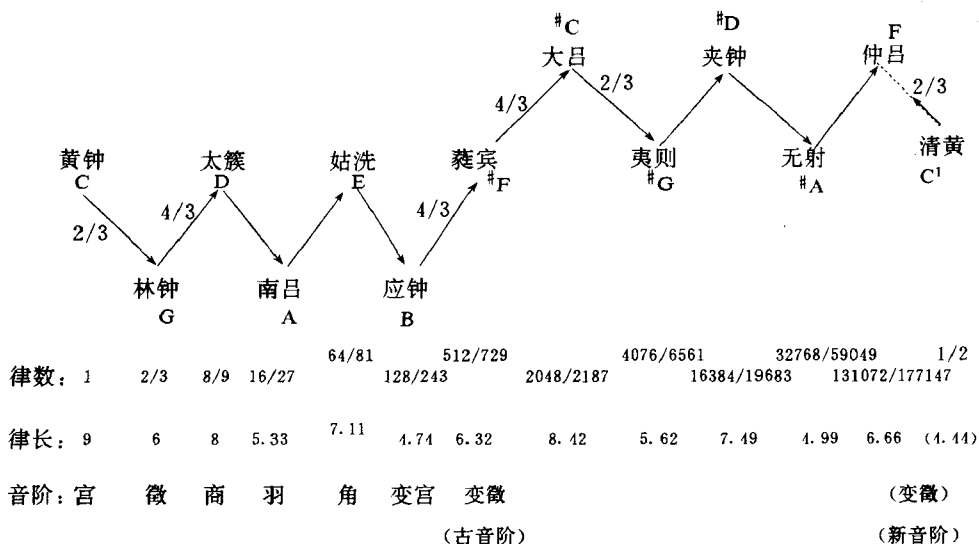 #C #D F
大吕 夹钟 仲吕
4/3 2/3 2/3
黄钟 太簇 姑洗 蕤宾 夷则 无射 清黄
C D E #F #G #A C¹
2/3 4/3 4/3
林钟 南吕 应钟
G A B
64/81 512/729 4076/6561 32768/59049 1/2
律数: 1 2/3 8/9 16/27 128/243 2048/2187 16384/19683 131072/177147
律长: 9 6 8 5.33 7.11 4.74 6.32 8.42 5.62 7.49 4.99 6.66 (4.44)
音阶: 宫 徵 商 羽 角 变宫 变徵 (变徵)
(古音阶) (新音阶)